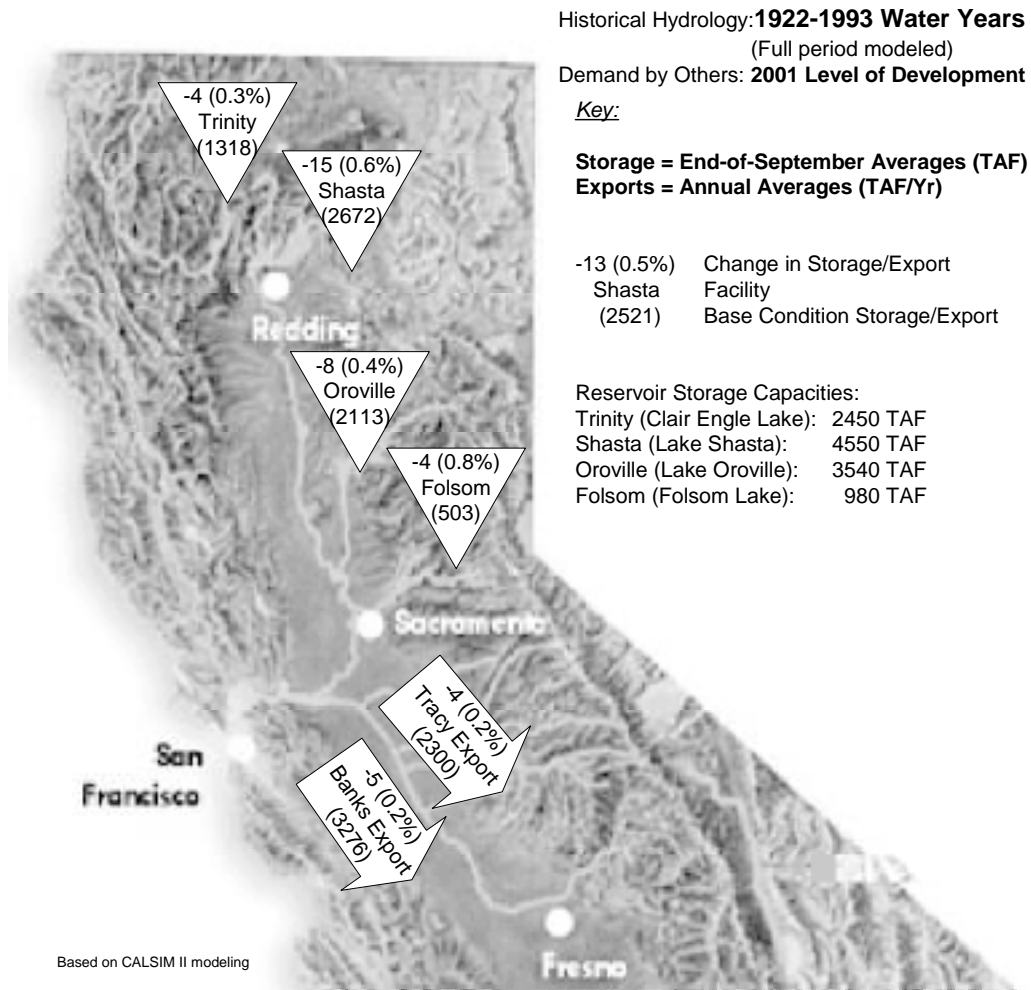 Historical Hydrology:1922-1993 Water Years
(Full period modeled)
Demand by Others: 2001 Level of Development
Key:
Storage = End-of-September Averages (TAF)
Exports = Annual Averages (TAF/Yr)
-13 (0.5%) Change in Storage/Export
Shasta Facility
(2521) Base Condition Storage/Export
Reservoir Storage Capacities:
Trinity (Clair Engle Lake): 2450 TAF
Shasta (Lake Shasta): 4550 TAF
Oroville (Lake Oroville): 3540 TAF
Folsom (Folsom Lake): 980 TAF
-4 (0.3%)
Trinity
(1318)
-15 (0.6%)
Shasta
(2672)
Redding
-8 (0.4%)
Oroville
(2113)
-4 (0.8%)
Folsom
(503)
Sacramento
-4 (0.2%)
Tracy Export
(2300)
San
Francisco
-5 (0.2%)
Banks Export
(3276)
Fresno
Based on CALSIM II modeling